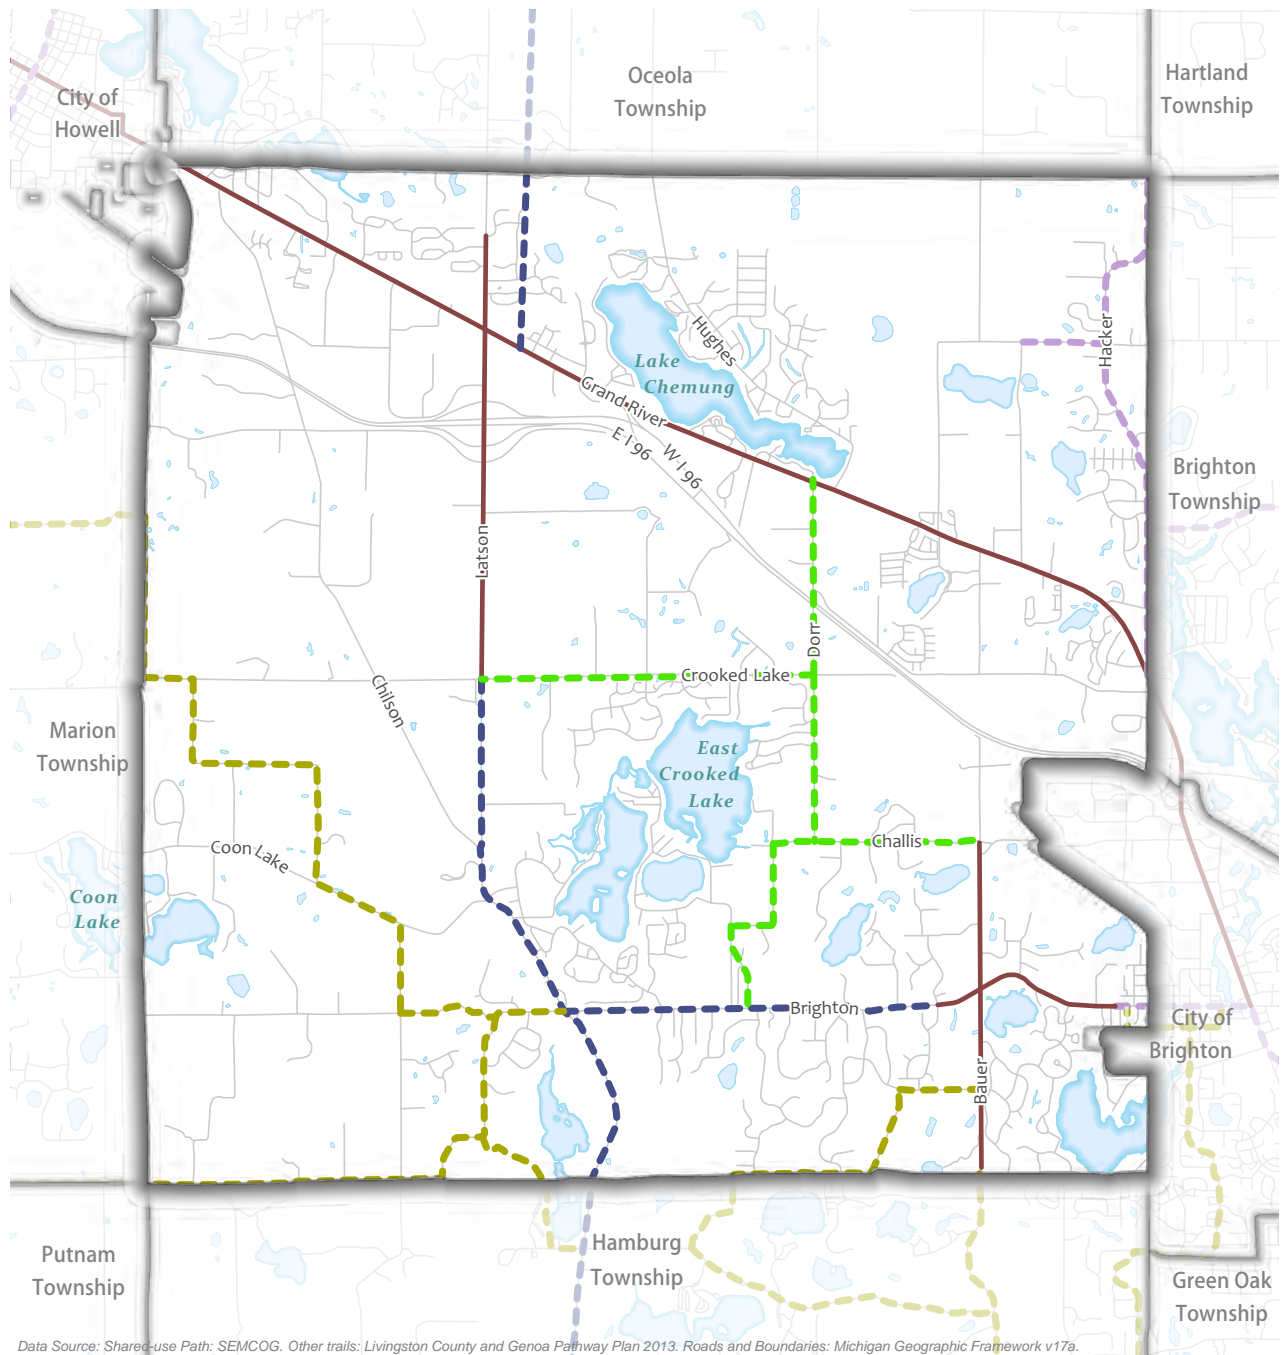 Oceola
Township
Hartland
Township
City of
Howell
Hughes
Hacker
Lake
Chemung
Grand River
E I 96
W I 96
Brighton
Township
Latson
Dorr
Crooked Lake
Chilson
Marion
Township
East
Crooked
Lake
Challis
Coon Lake
Coon
Lake
Brighton
City of
Brighton
Bauer
Putnam
Township
Hamburg
Township
Green Oak
Township
Data Source: Shared-use Path: SEMCOG. Other trails: Livingston County and Genoa Pathway Plan 2013. Roads and Boundaries: Michigan Geographic Framework v17a.